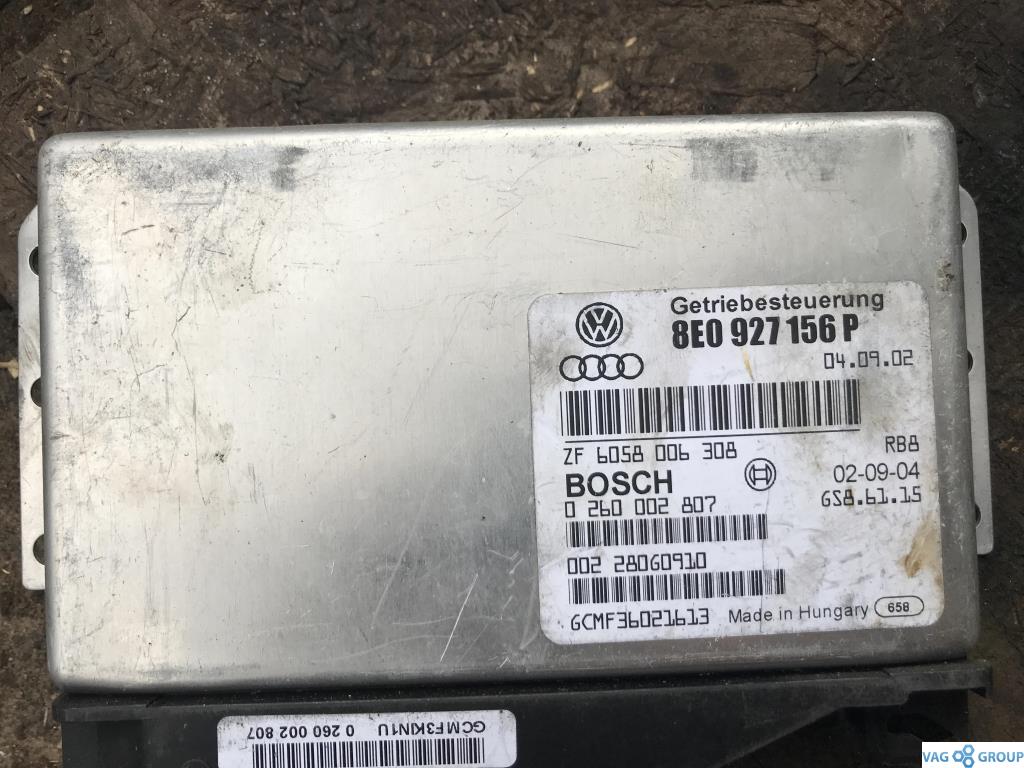 Getriebesteuerung
8E0 927 156 P
04.09.02
ZF 6058 006 308
RB8
BOSCH
02-09-04
0 260 002 807
GS8.61.15
002 28060910
GCMF36021613
Made in Hungary 658
GCMF3KIN1U 0 260 002 807
VAG GROUP